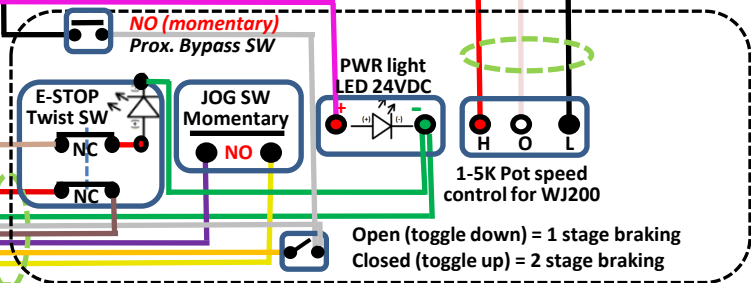 NO (momentary)
Prox. Bypass SW
PWR light
LED 24VDC
E-STOP
Twist SW
JOG SW
Momentary
+
-
(+)
(-)
NC
NO
H
O
L
NC
1-5K Pot speed
control for WJ200
Open (toggle down) = 1 stage braking
Closed (toggle up) = 2 stage braking